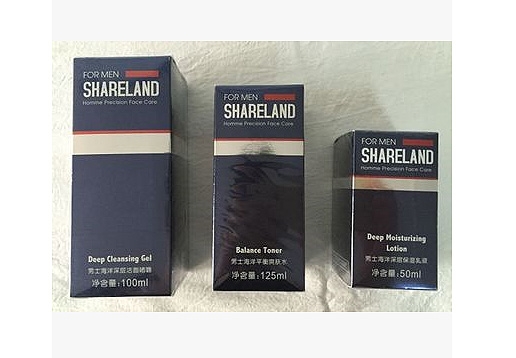 FOR MEN
SHARELAND
Homme Precision Face Care
Deep Cleansing Gel
男士海洋深层洁面啫喱
净含量:100ml
FOR MEN
SHARELAND
Homme Precision Face Care
Balance Toner
男士海洋平衡爽肤水
净含量:125ml
FOR MEN
SHARELAND
Homme Precision Face Care
Deep Moisturizing
Lotion
男士海洋深层保湿乳液
净含量:50ml